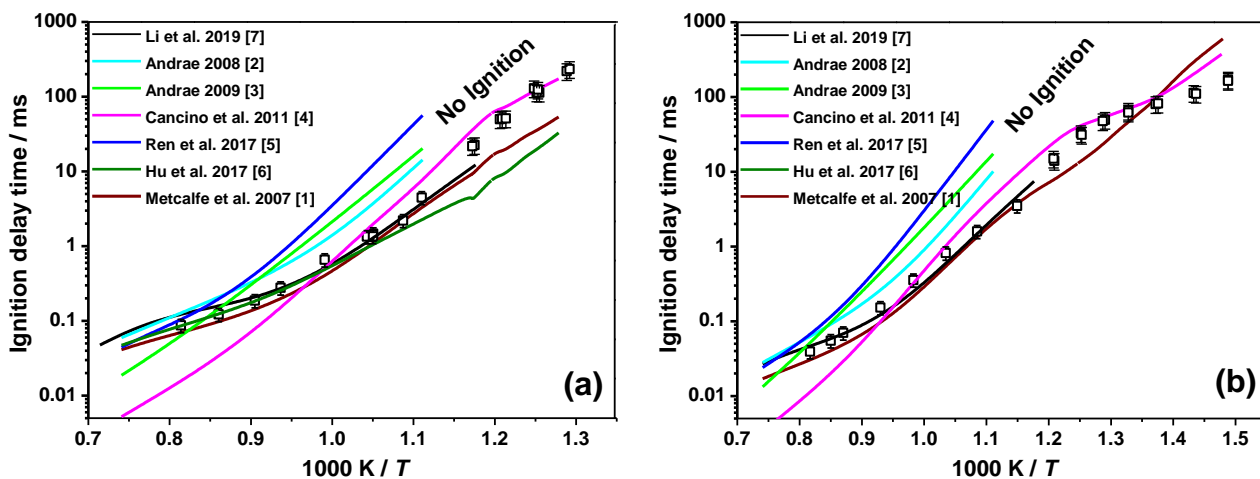 1000
100
10
1
0.1
0.01
Ignition delay time / ms
Li et al. 2019 [7]
Andrae 2008 [2]
Andrae 2009 [3]
Cancino et al. 2011 [4]
Ren et al. 2017 [5]
Hu et al. 2017 [6]
Metcalfe et al. 2007 [1]
No Ignition
(a)
0.7 0.8 0.9 1.0 1.1 1.2 1.3
1000 K / T
1000
100
10
1
0.1
0.01
Ignition delay time / ms
Li et al. 2019 [7]
Andrae 2008 [2]
Andrae 2009 [3]
Cancino et al. 2011 [4]
Ren et al. 2017 [5]
Hu et al. 2017 [6]
Metcalfe et al. 2007 [1]
No Ignition
(b)
0.7 0.8 0.9 1.0 1.1 1.2 1.3 1.4 1.5
1000 K / T